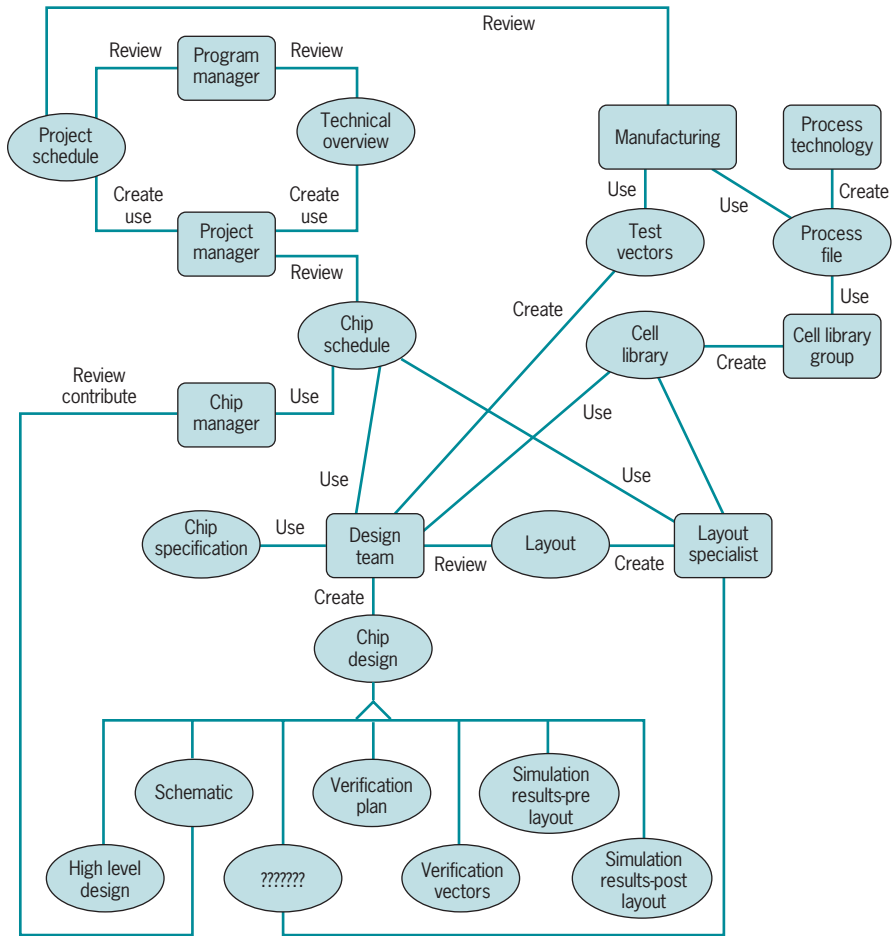 Review
Review
Program
manager
Review
Project
schedule
Technical
overview
Manufacturing
Process
technology
Create
use
Create
use
Use
Use
Create
Project
manager
Test
vectors
Process
file
Review
Use
Create
Chip
schedule
Cell
library
Create
Cell library
group
Review
contribute
Chip
manager
Use
Use
Use
Use
Chip
specification
Use
Design
team
Review
Layout
Create
Layout
specialist
Create
Chip
design
Schematic
Verification
plan
Simulation
results-pre
layout
High level
design
???????
Verification
vectors
Simulation
results-post
layout